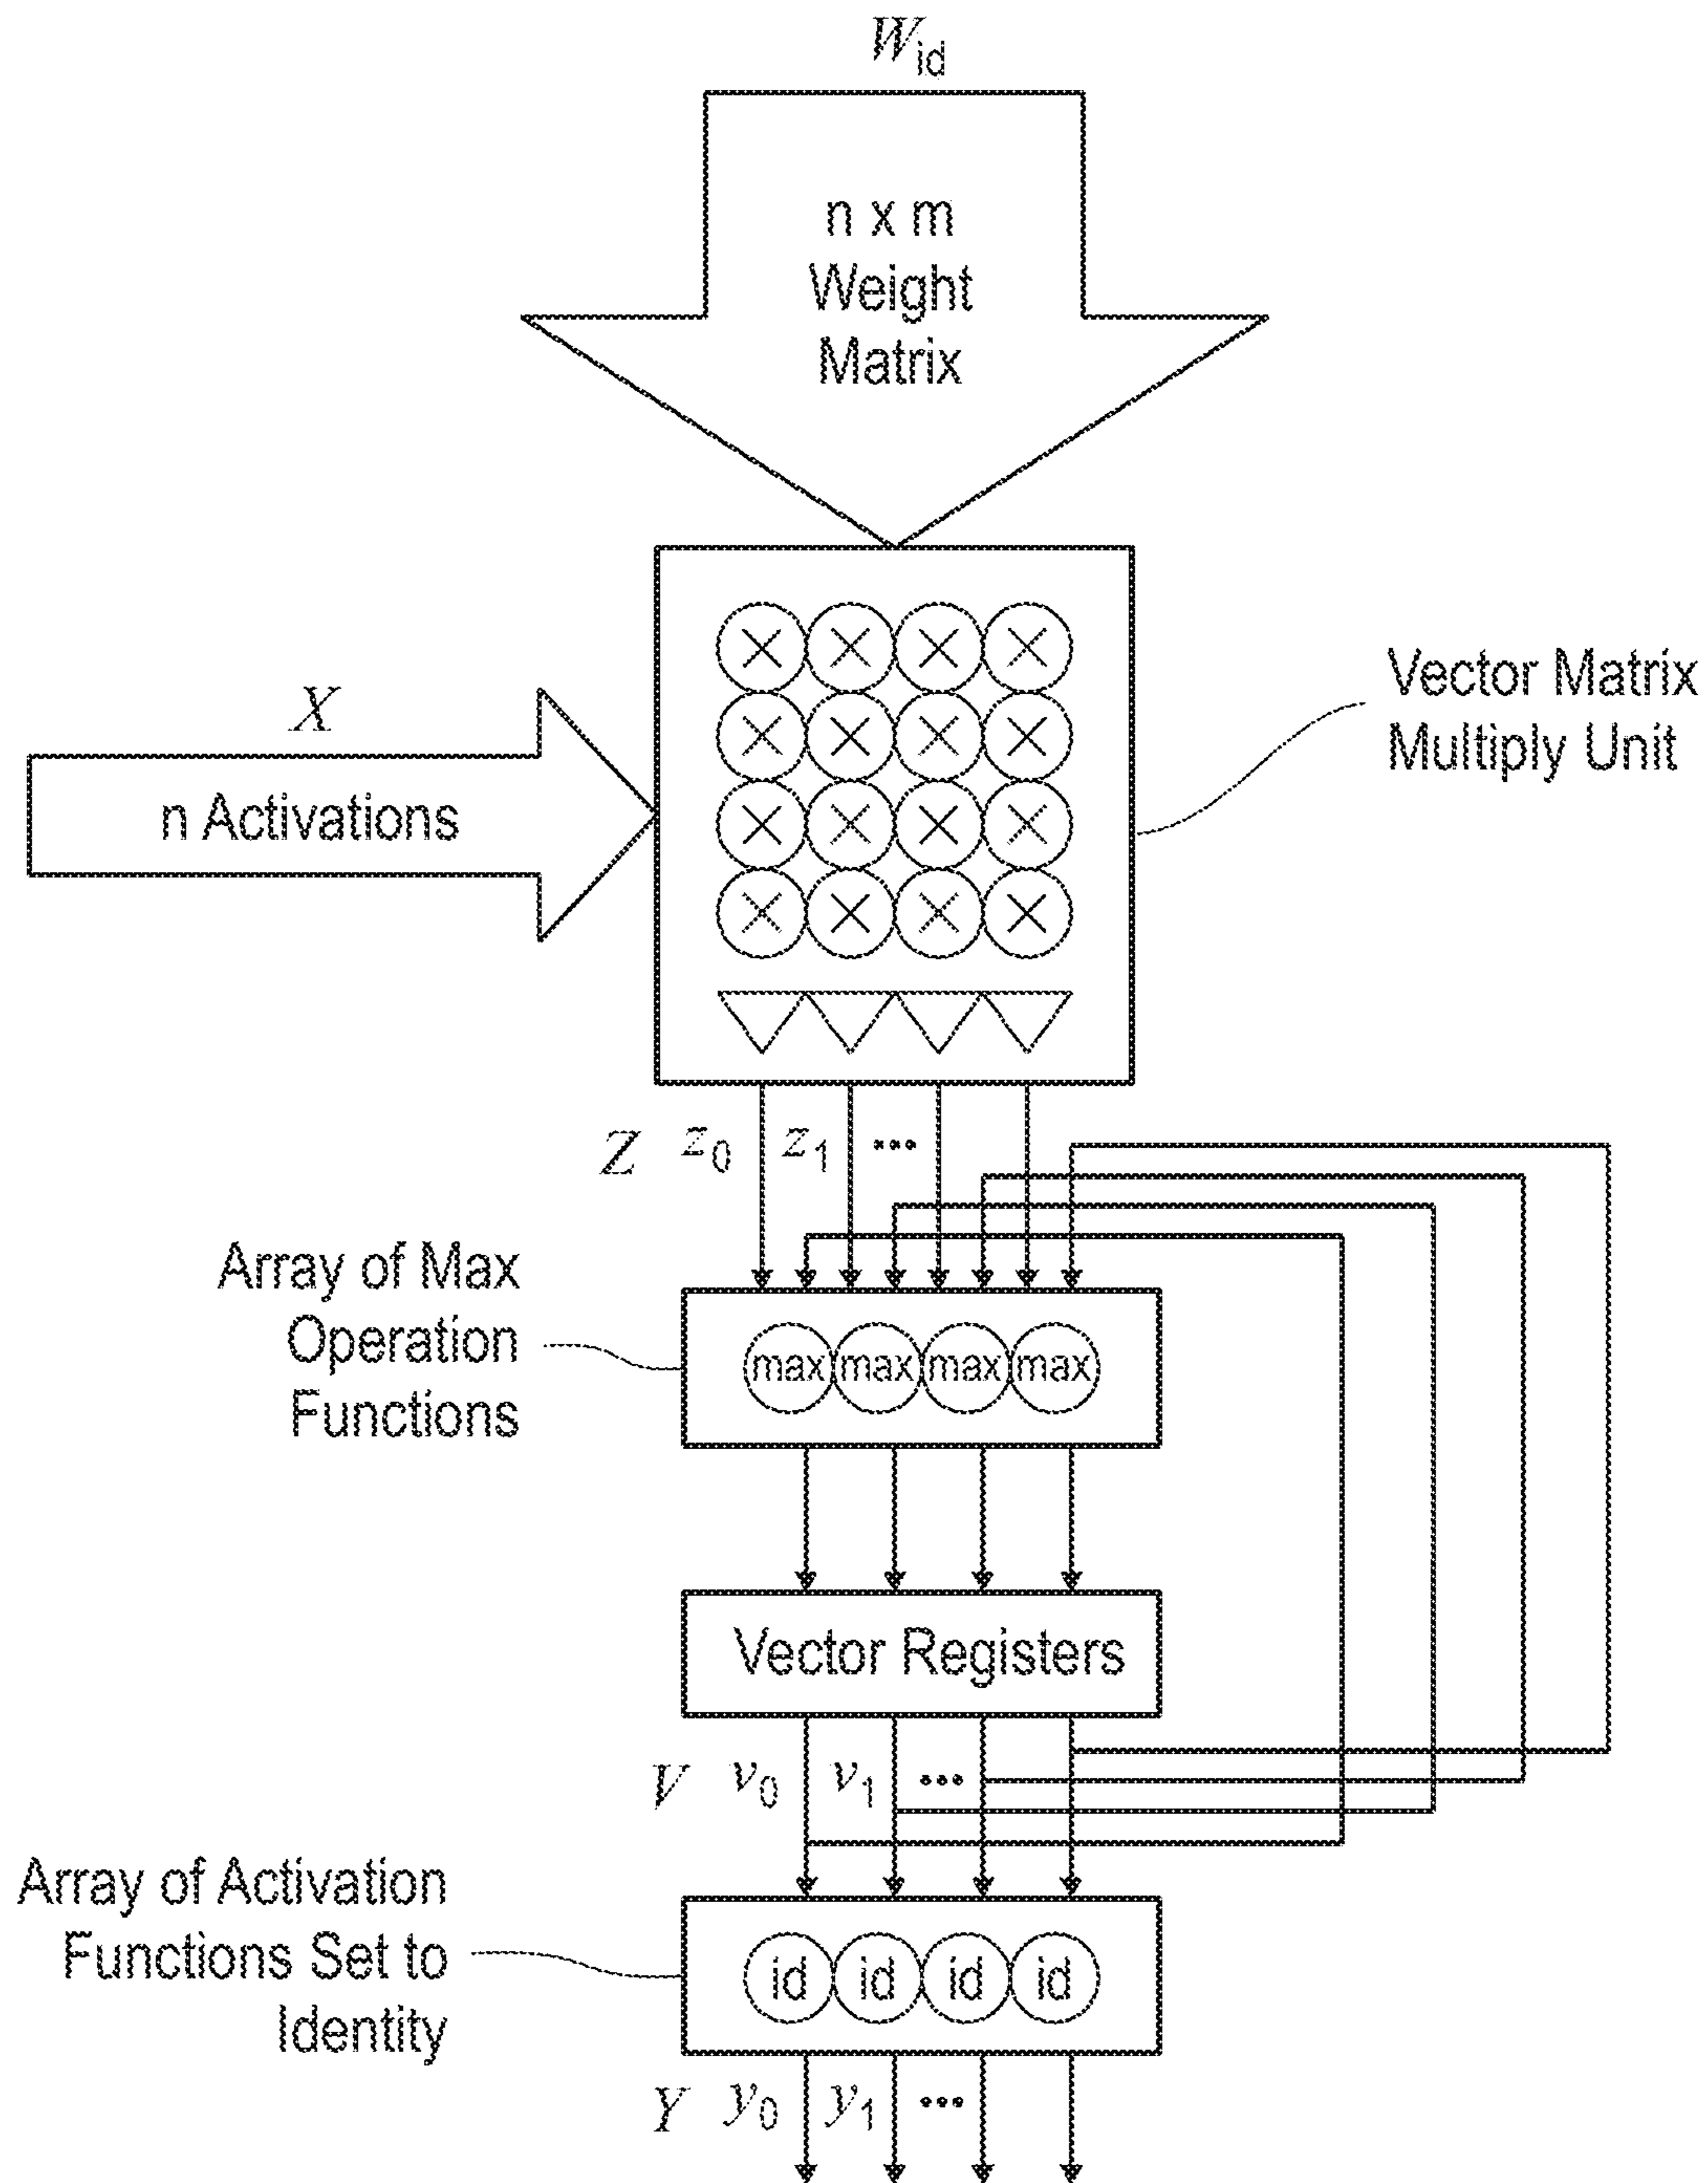 W_id
n x m
Weight
Matrix
X
n Activations
Vector Matrix
Multiply Unit
Z z_0 z_1 ...
Array of Max
Operation
Functions
max max max max
Vector Registers
V v_0 v_1 ...
Array of Activation
Functions Set to
Identity
id id id id
Y y_0 y_1 ...